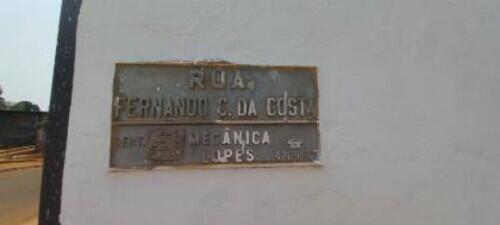 RUA
FERNANDO C. DA COSTA
MECÂNICA
LOPES